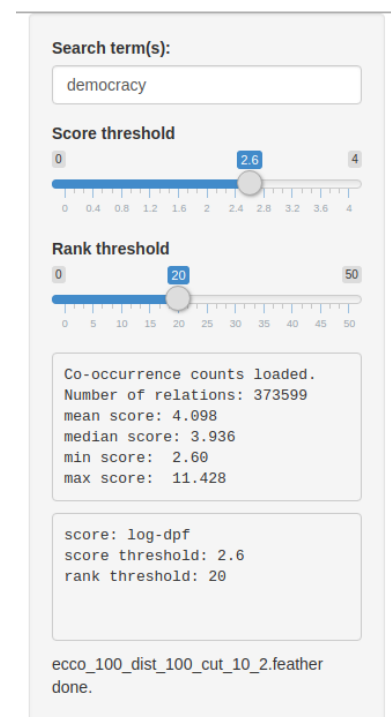 Search term(s):
democracy
Score threshold
0 2.6 4
0 0.4 0.8 1.2 1.6 2 2.4 2.8 3.2 3.6 4
Rank threshold
0 20 50
0 5 10 15 20 25 30 35 40 45 50
Co-occurrence counts loaded.
Number of relations: 373599
mean score: 4.098
median score: 3.936
min score:  2.60
max score:  11.428
score: log-dpf
score threshold: 2.6
rank threshold: 20
ecco_100_dist_100_cut_10_2.feather
done.